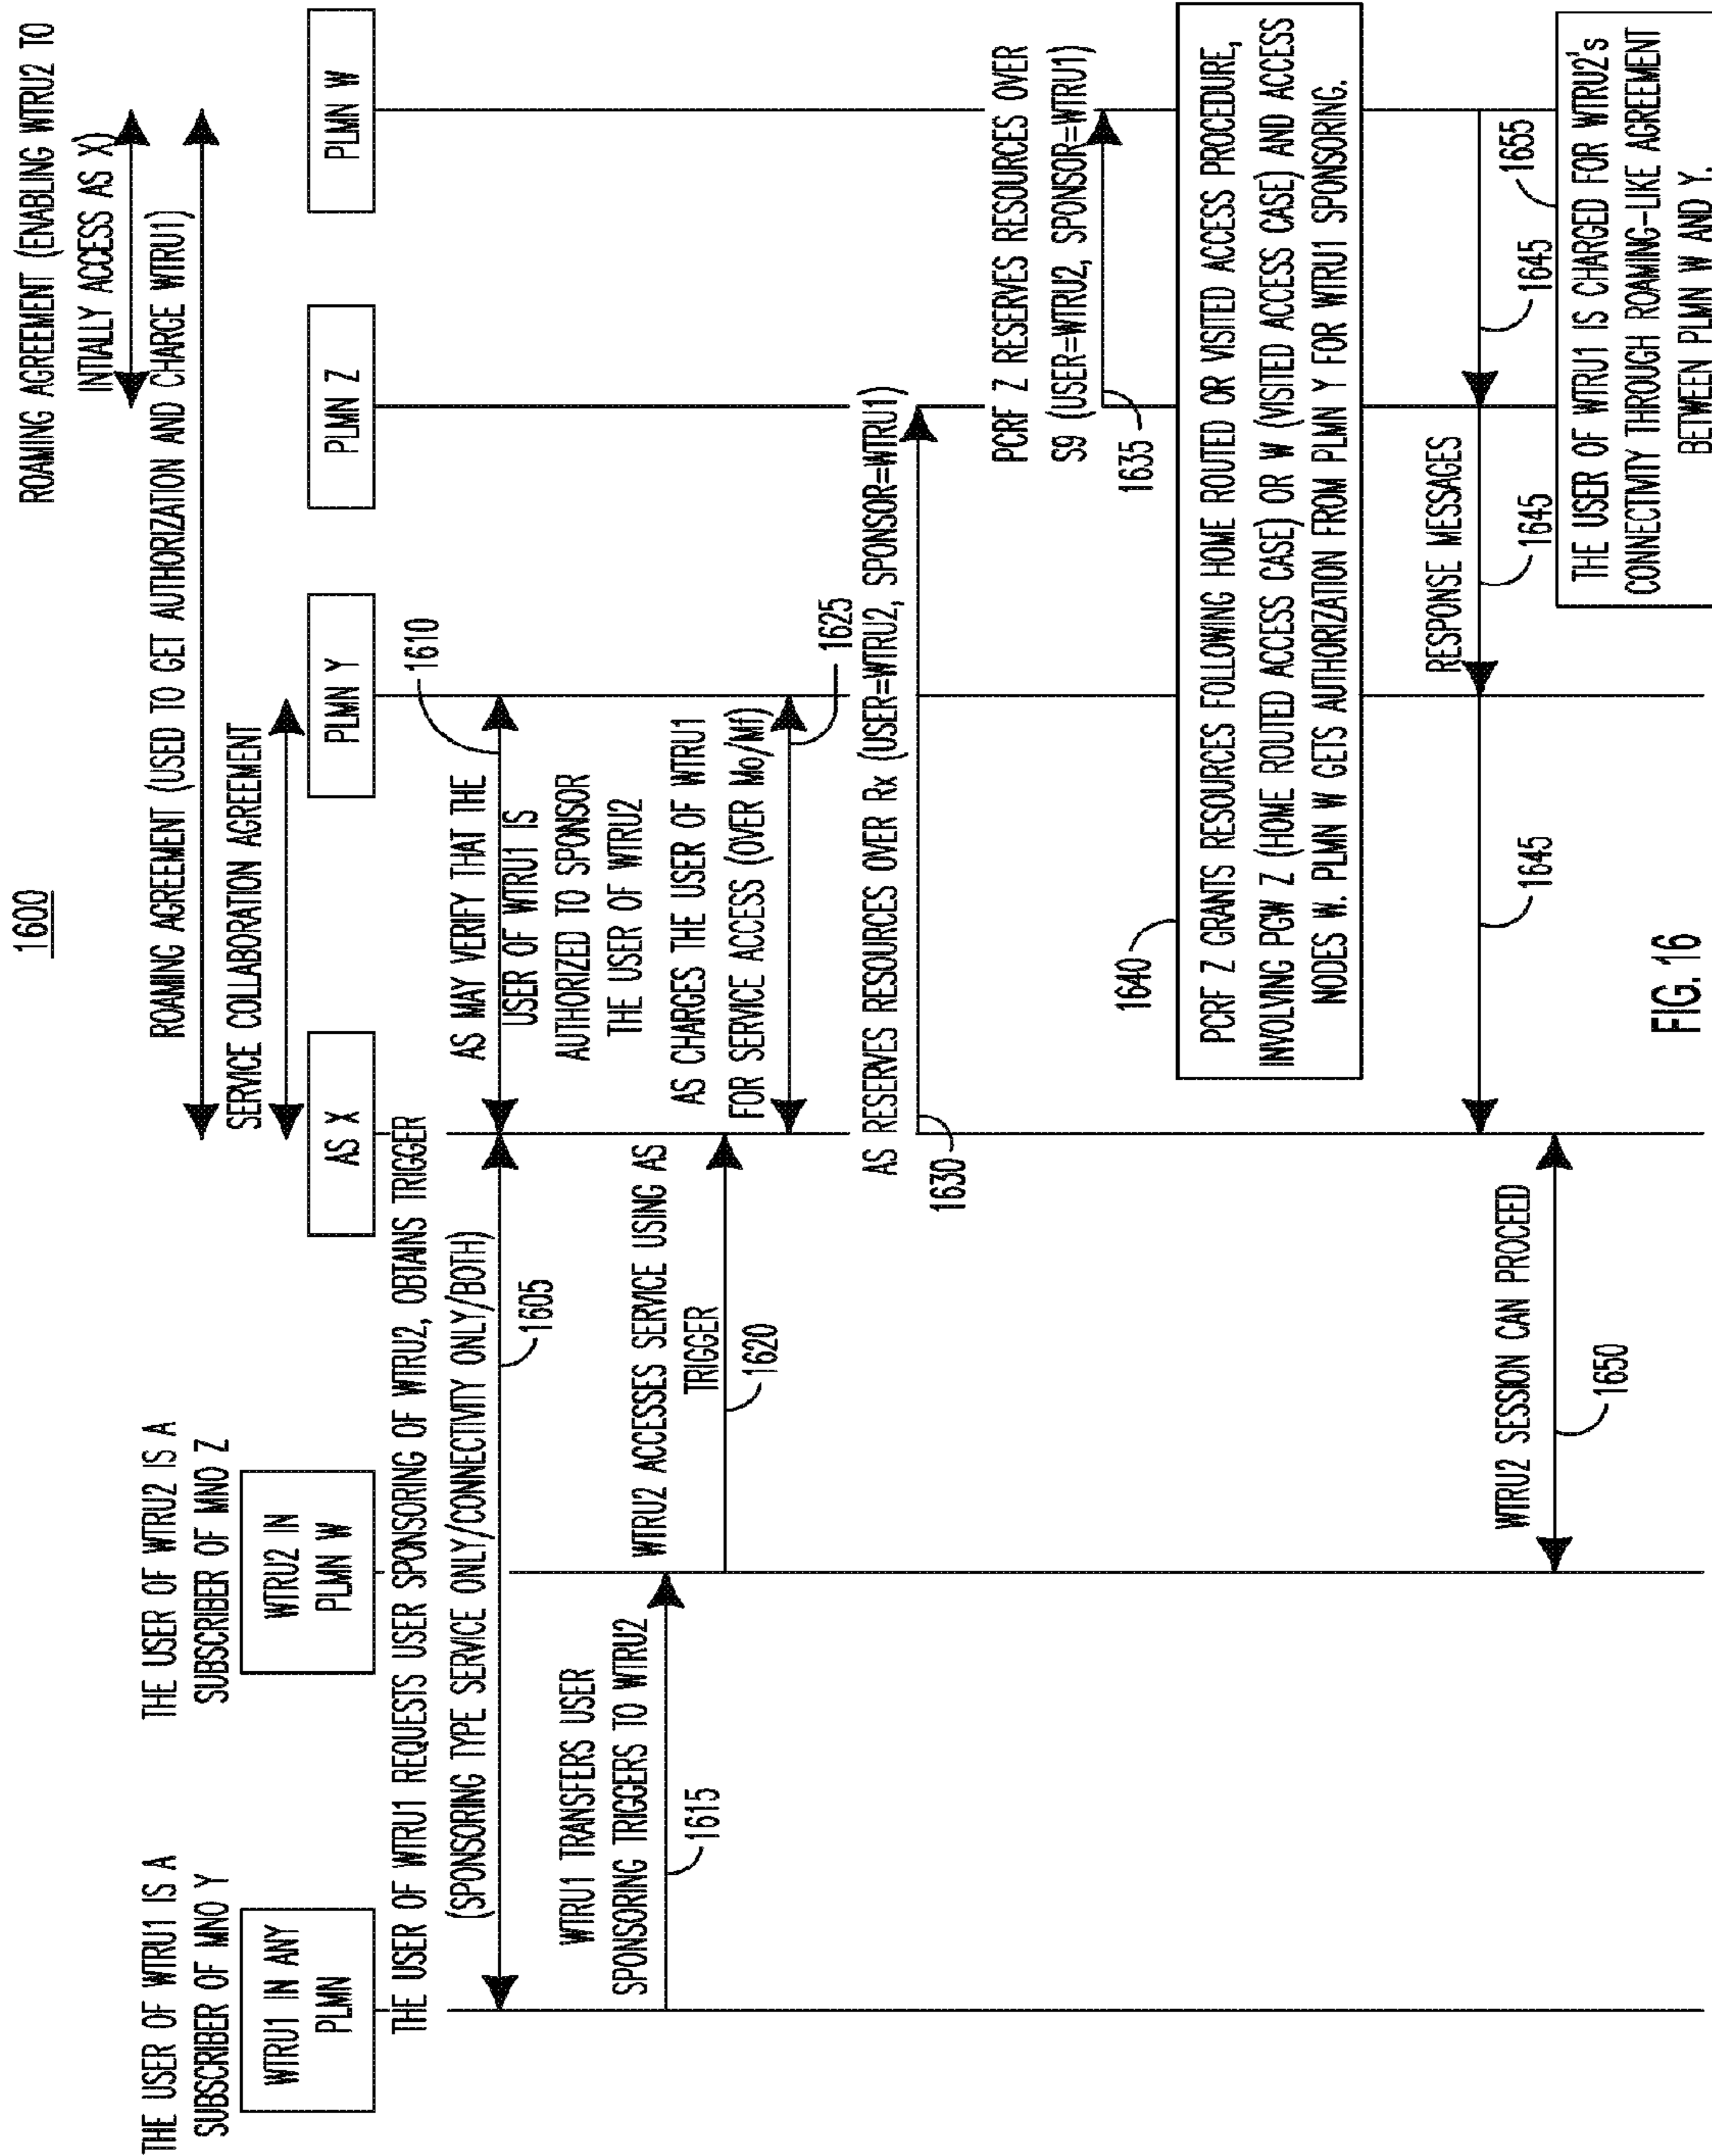 1600
ROAMING AGREEMENT (ENABLING WTRU2 TO
INTIALLY ACCESS AS X)
ROAMING AGREEMENT (USED TO GET AUTHORIZATION AND CHARGE WTRU1)
SERVICE COLLABORATION AGREEMENT
THE USER OF WTRU1 IS A
SUBSCRIBER OF MNO Y
THE USER OF WTRU2 IS A
SUBSCRIBER OF MNO Z
WTRU1 IN ANY
PLMN
WTRU2 IN
PLMN W
AS X
PLMN Y
PLMN Z
PLMN W
THE USER OF WTRU1 REQUESTS USER SPONSORING OF WTRU2, OBTAINS TRIGGER
(SPONSORING TYPE SERVICE ONLY/CONNECTIVITY ONLY/BOTH)
1605
1610
AS MAY VERIFY THAT THE
USER OF WTRU1 IS
AUTHORIZED TO SPONSOR
THE USER OF WTRU2
WTRU1 TRANSFERS USER
SPONSORING TRIGGERS TO WTRU2
1615
WTRU2 ACCESSES SERVICE USING AS
TRIGGER
1620
AS CHARGES THE USER OF WTRU1
FOR SERVICE ACCESS (OVER Mo/Mf)
1625
AS RESERVES RESOURCES OVER Rx (USER=WTRU2, SPONSOR=WTRU1)
1630
PCRF Z RESERVES RESOURCES OVER
S9 (USER=WTRU2, SPONSOR=WTRU1)
1635
1640
PCRF Z GRANTS RESOURCES FOLLOWING HOME ROUTED OR VISITED ACCESS PROCEDURE,
INVOLVING PGW Z (HOME ROUTED ACCESS CASE) OR W (VISITED ACCESS CASE) AND ACCESS
NODES W. PLMN W GETS AUTHORIZATION FROM PLMN Y FOR WTRU1 SPONSORING.
RESPONSE MESSAGES
1645
1645
1645
WTRU2 SESSION CAN PROCEED
1650
1655
THE USER OF WTRU1 IS CHARGED FOR WTRU2's
CONNECTIVITY THROUGH ROAMING-LIKE AGREEMENT
BETWEEN PLMN W AND Y.
FIG. 16